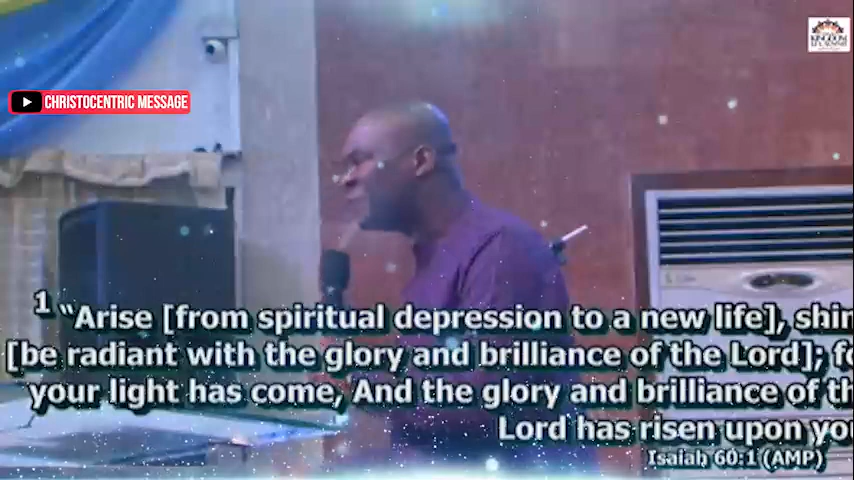 CHRISTOCENTRIC MESSAGE
1 “Arise [from spiritual depression to a new life], shin
[be radiant with the glory and brilliance of the Lord]; fo
your light has come, And the glory and brilliance of th
Lord has risen upon you
Isaiah 60:1 (AMP)